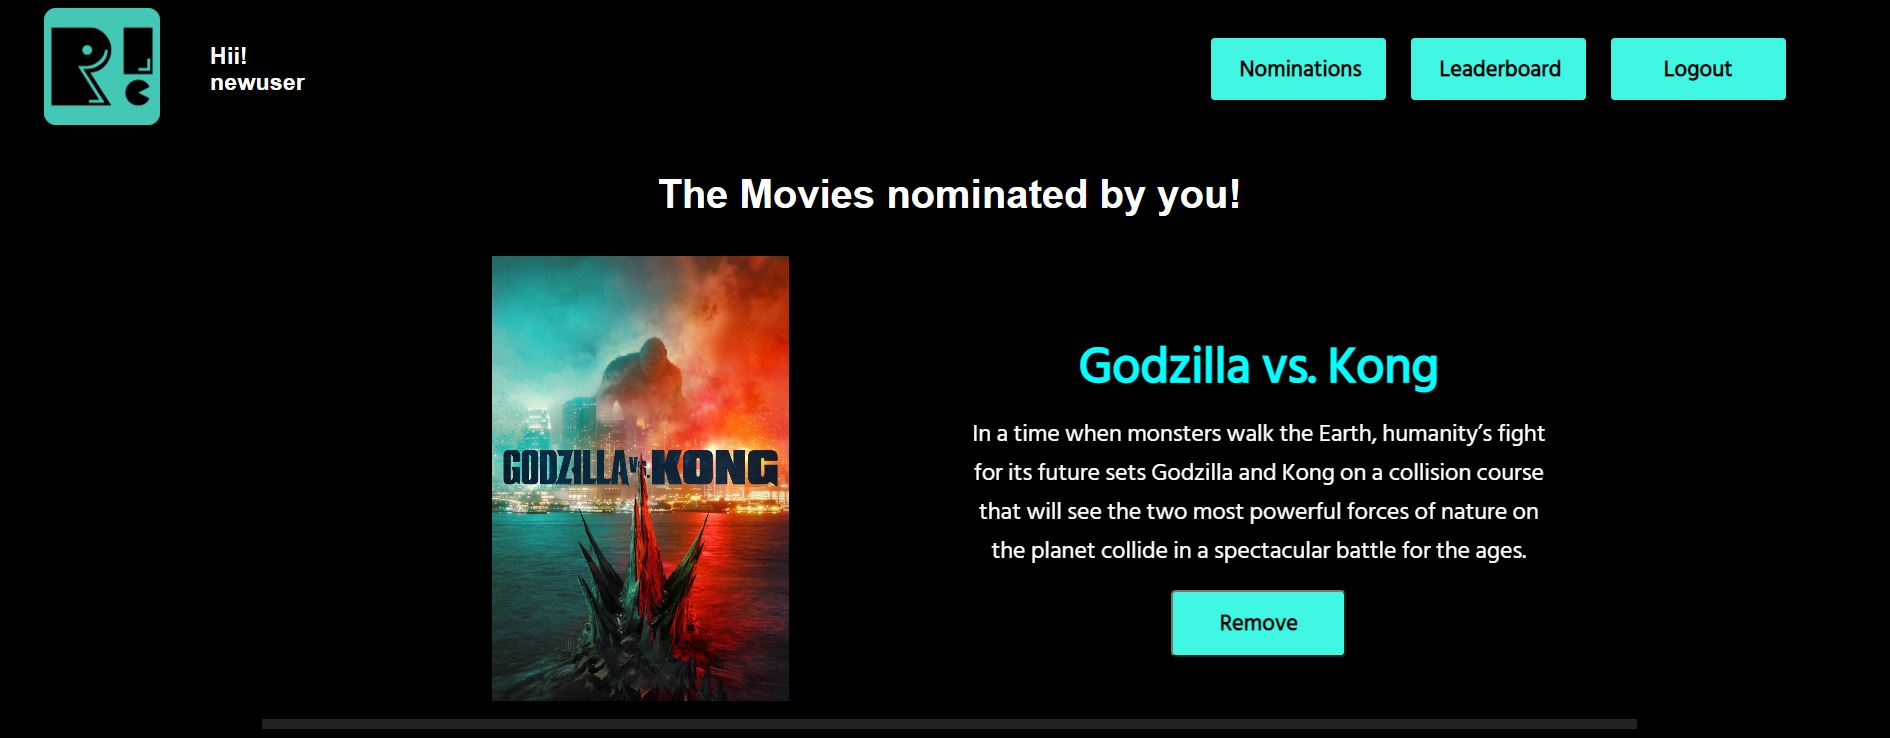 Hii!
newuser
Nominations
Leaderboard
Logout
The Movies nominated by you!
GODZILLA vs. KONG
Godzilla vs. Kong
In a time when monsters walk the Earth, humanity’s fight
for its future sets Godzilla and Kong on a collision course
that will see the two most powerful forces of nature on
the planet collide in a spectacular battle for the ages.
Remove